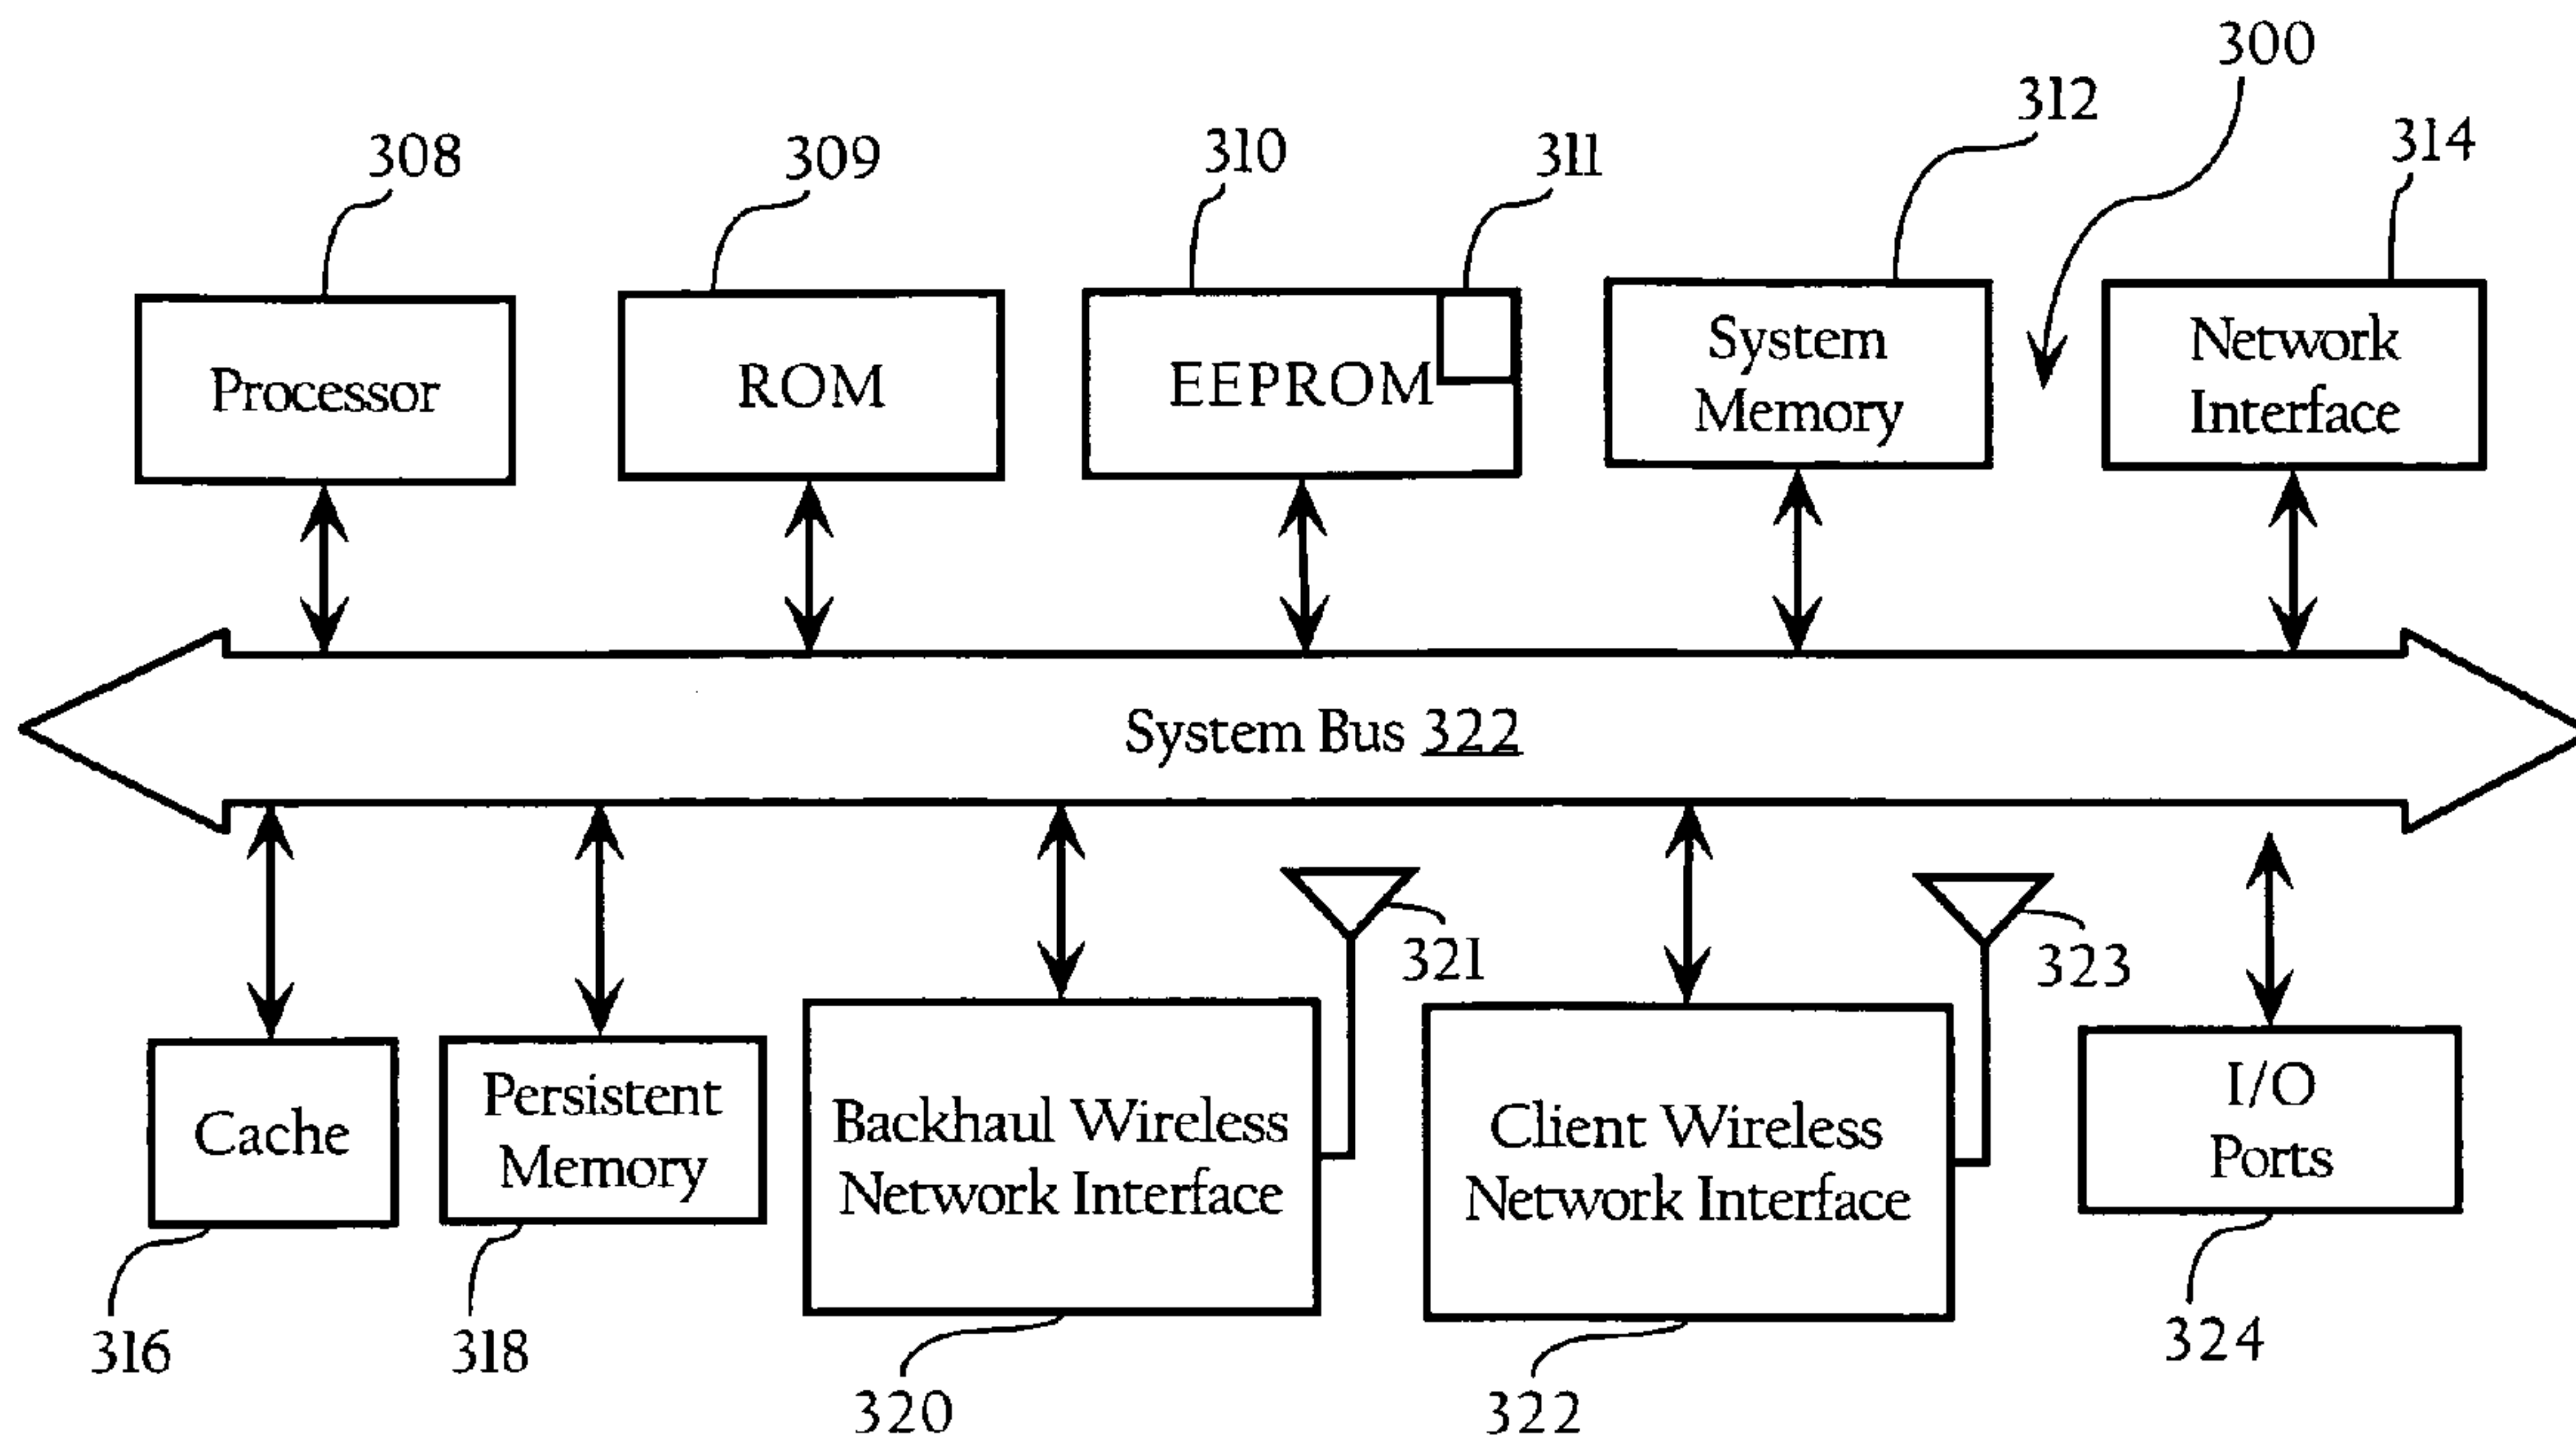 300
312
314
308
309
310
311
Processor
ROM
EEPROM
System
Memory
Network
Interface
System Bus 322
321
323
Cache
Persistent
Memory
Backhaul Wireless
Network Interface
Client Wireless
Network Interface
I/O
Ports
316
318
320
322
324